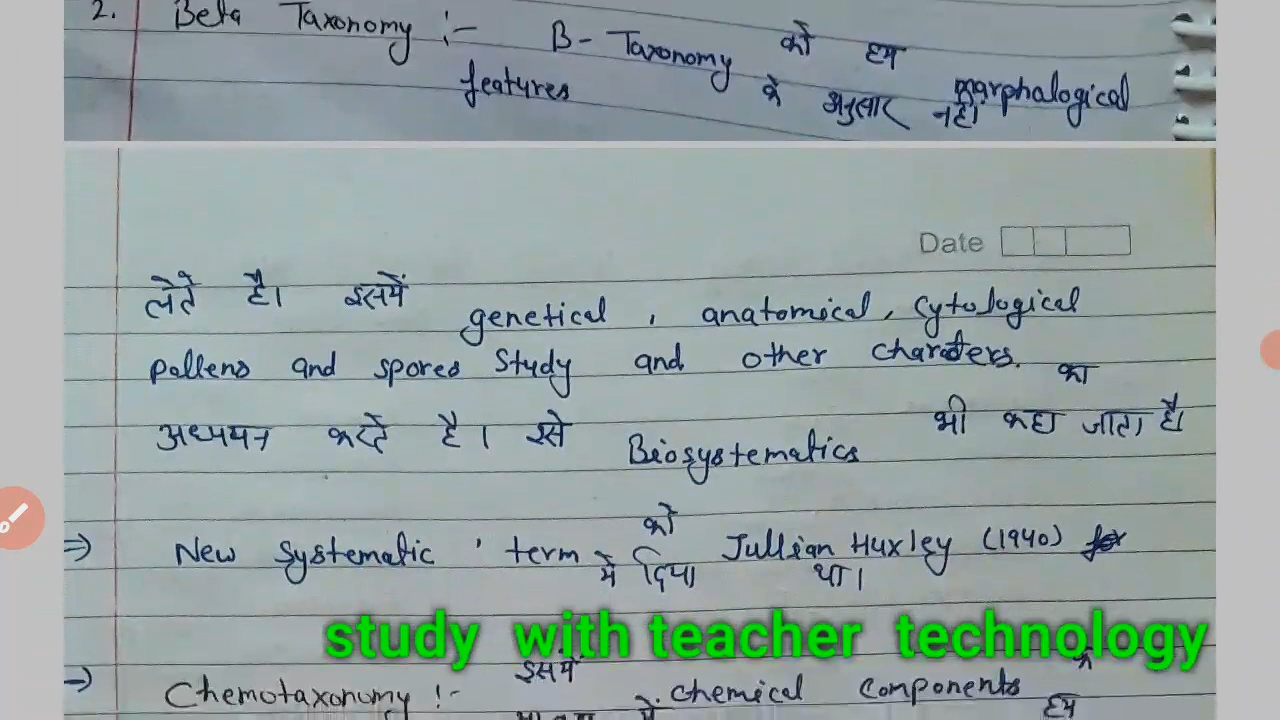 2. Beta Taxonomy :- B- Taxonomy को हम marphalogical
features के अनुसार नहीं
Date
लेते है। इसमें genetical , anatomical, Cytological
pollens and spores Study and other charcters. का
अध्ययन करते है। इसे Biosystematics भी कहा जाता है।
⇒ New Systematic ' term को Jullian Huxley (1940)
में दिया था।
study with teacher technology
⇒ Chemotaxonomy :- इसमें chemical components के
में हम